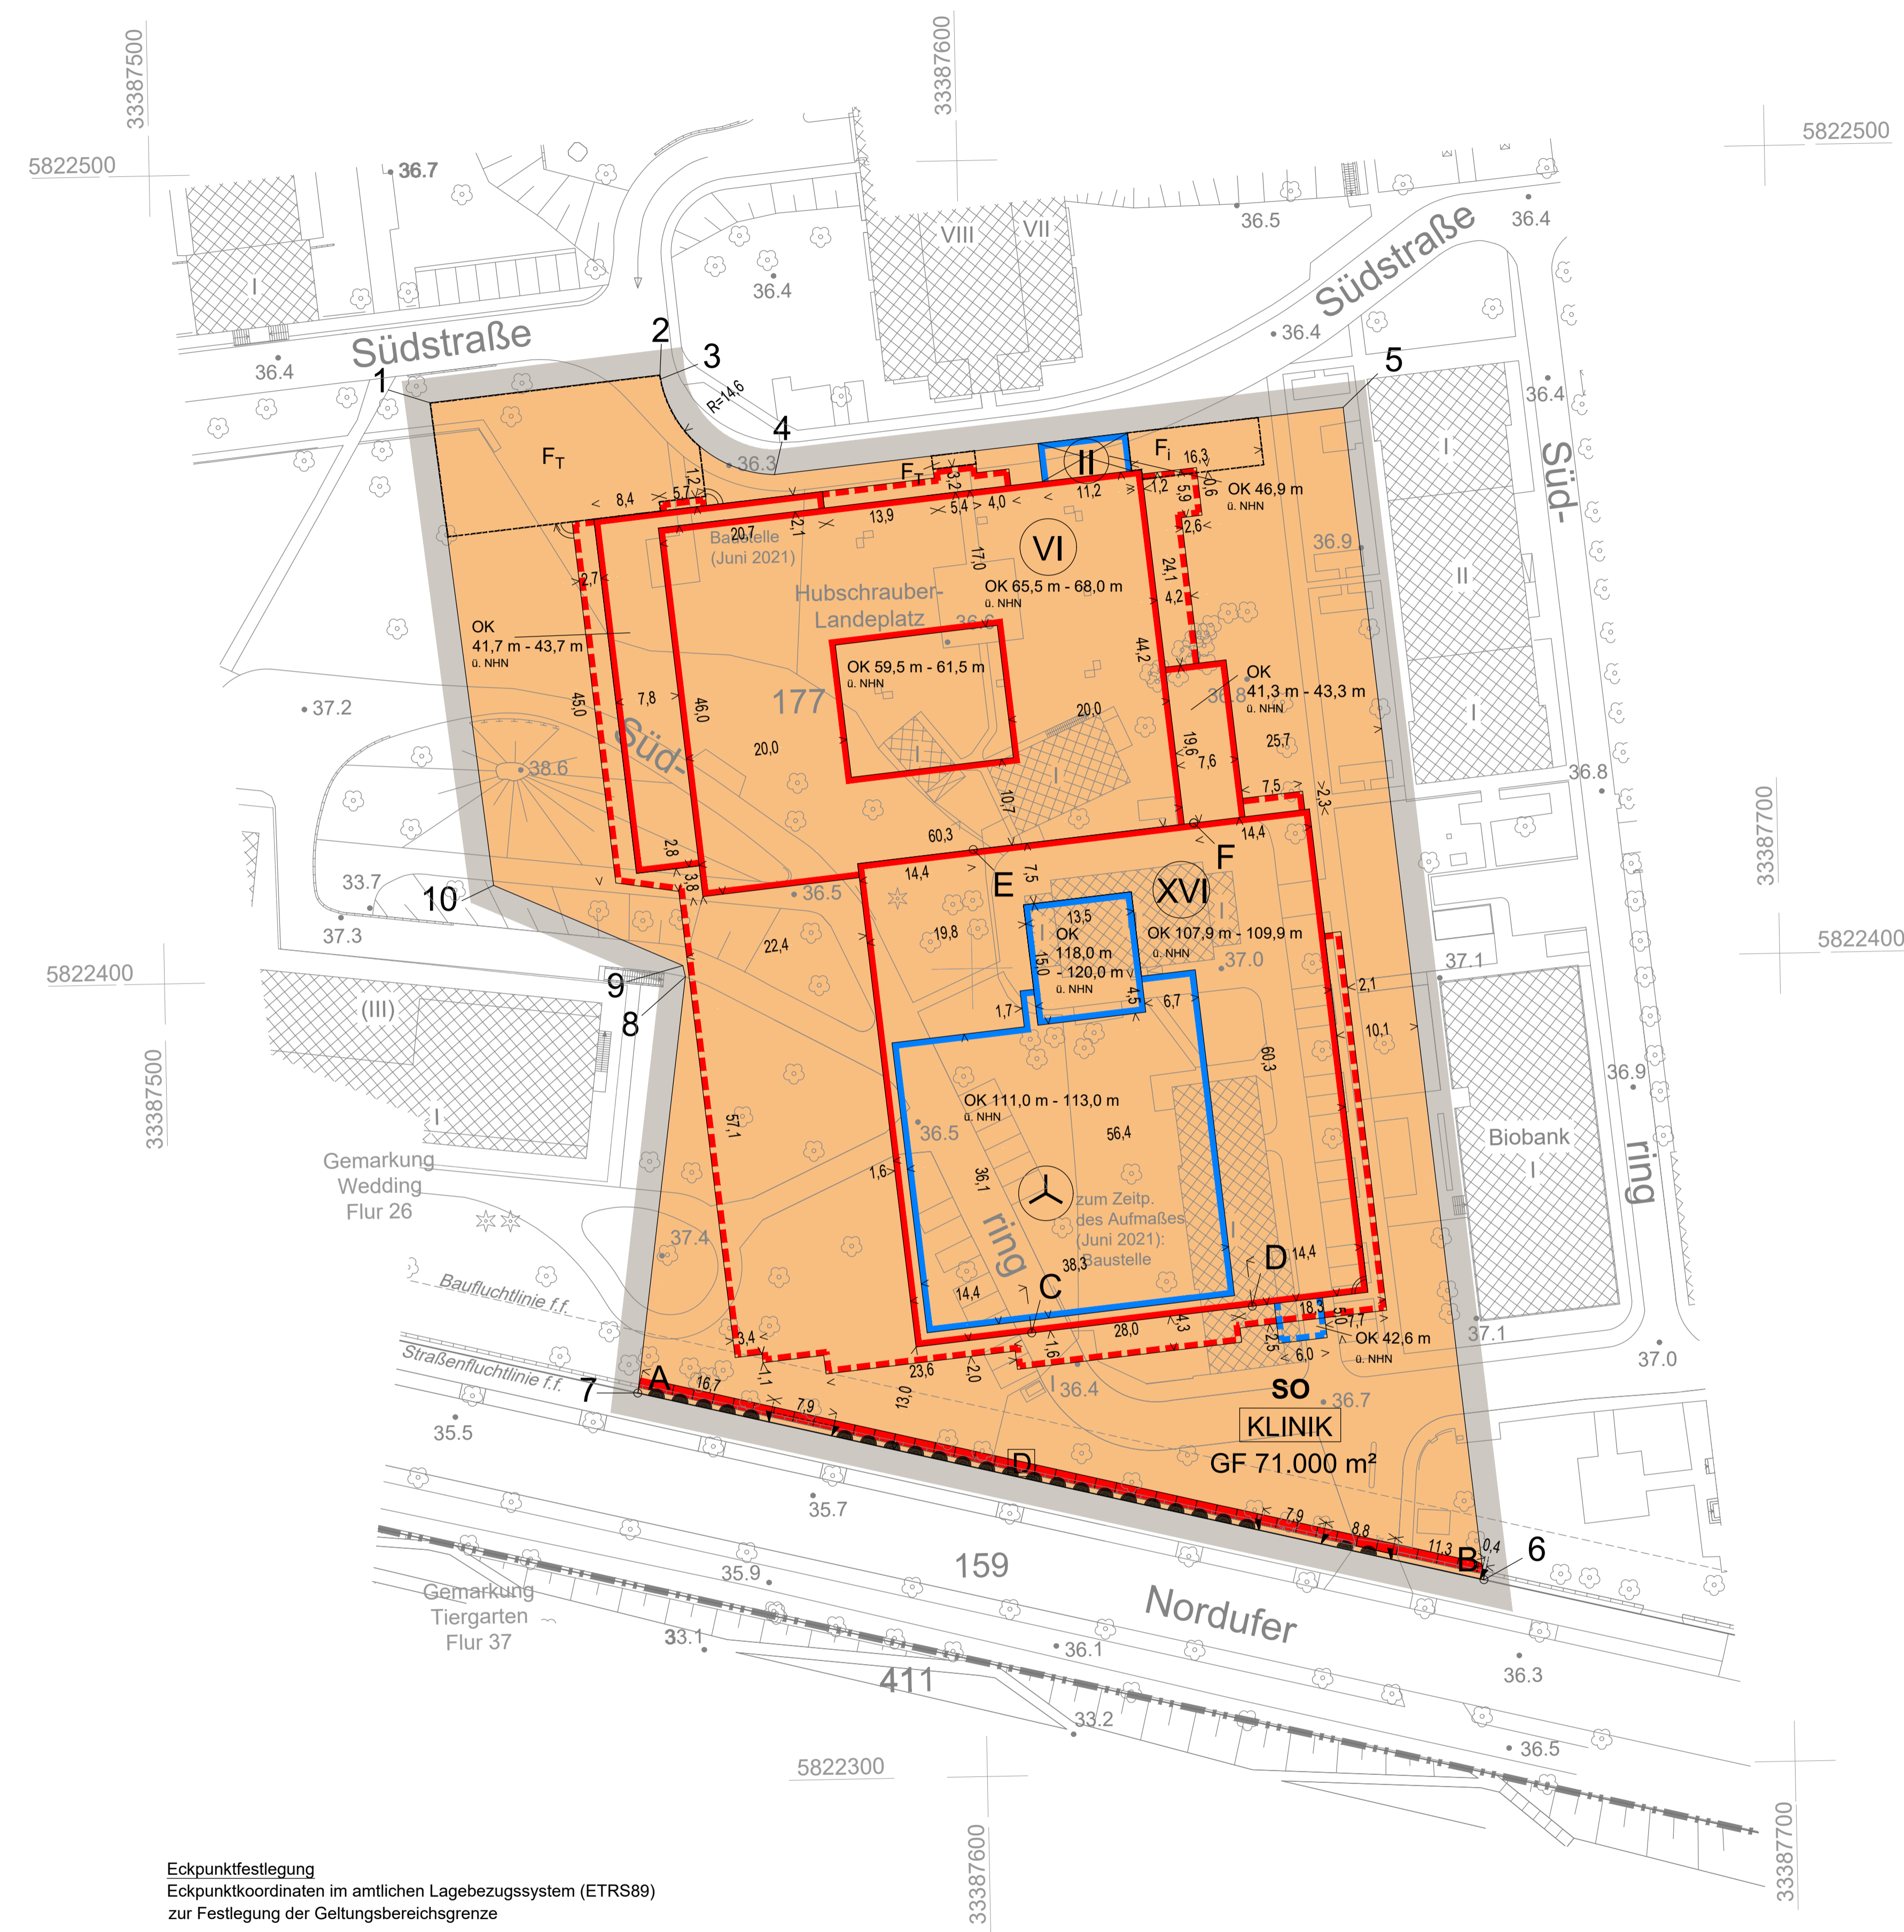 33387500
33387600
5822500
5822500
36.7
VIII
VII
36.5
36.4
I
36.4
Südstraße
36.4
Südstraße
36.4
36.4
1
2
3
4
5
R=14,6
36.3
FT
FT
II
Fi
I
Süd-
8,4
5,7
1,2
3,2
5,4
4,0
11,2
1,2
16,3
0,6
5,9
OK 46,9 m
ü. NHN
20,7
2,1
13,9
2,6
Baustelle
(Juni 2021)
17,0
VI
36.9
II
2,7
Hubschrauber-
Landeplatz
OK 65,5 m - 68,0 m
ü. NHN
24,1
4,2
OK
41,7 m - 43,7 m
ü. NHN
36.6
44,2
OK 59,5 m - 61,5 m
ü. NHN
OK
41,3 m - 43,3 m
ü. NHN
36.8
37.2
45,0
7,8
46,0
177
20,0
I
Süd-
20,0
19,6
7,6
25,7
38.6
I
I
7,5
2,3
36.8
10,7
33387700
2,8
60,3
14,4
F
3,8
14,4
7,5
E
33.7
10
36.5
XVI
37.3
22,4
19,8
13,5
I
OK
118,0 m
- 120,0 m
ü. NHN
15,0
4,5
I
OK 107,9 m - 109,9 m
ü. NHN
37.0
37.1
5822400
5822400
9
8
(III)
1,7
6,7
2,1
10,1
33387500
60,3
36.9
I
57,1
OK 111,0 m - 113,0 m
ü. NHN
36.5
56,4
Biobank
I
Gemarkung
Wedding
Flur 26
1,6
36,1
zum Zeitp.
des Aufmaßes
(Juni 2021):
Baustelle
I
ring
ring
37.4
38,3
D
14,4
Baufluchtlinie f.f.
14,4
C
18,3
5,0
7,7
OK 42,6 m
ü. NHN
37.1
37.0
3,4
28,0
4,3
2,5
6,0
Straßenfluchtlinie f.f.
1,1
23,6
2,0
1,6
I
36.4
7
A
16,7
7,9
13,0
SO
36.7
KLINIK
GF 71.000 m²
35.5
D
35.7
7,9
8,8
11,3
0,4
B
6
159
35.9
Nordufer
Gemarkung
Tiergarten
Flur 37
33.1
36.1
36.3
411
33.2
36.5
5822300
33387600
33387700
Eckpunktfestlegung
Eckpunktkoordinaten im amtlichen Lagebezugssystem (ETRS89)
zur Festlegung der Geltungsbereichsgrenze